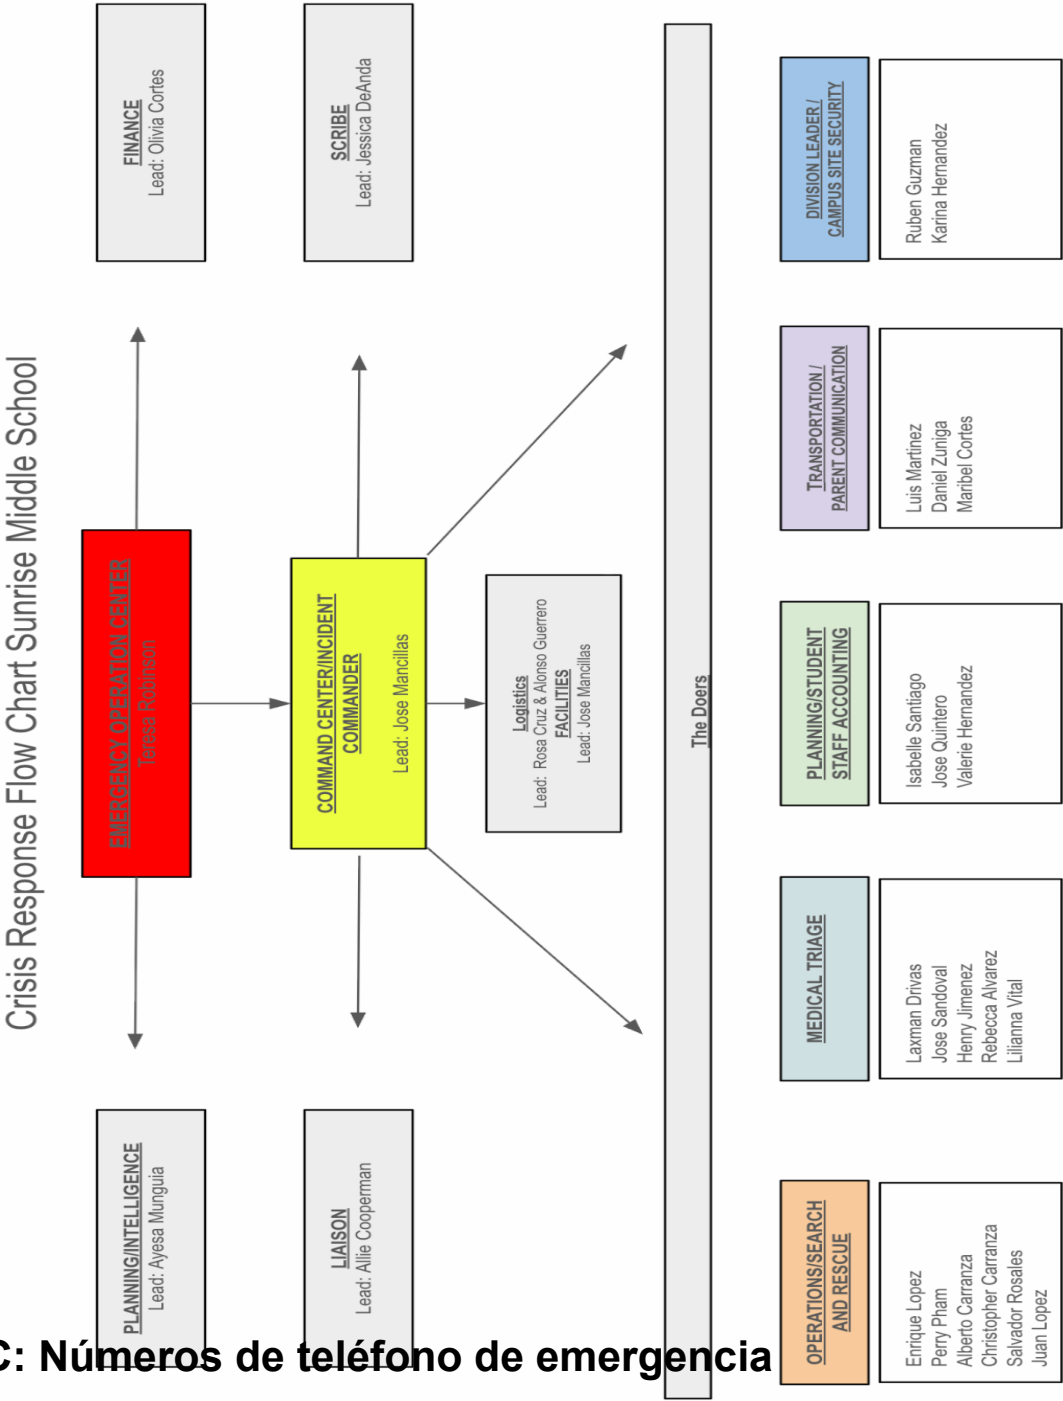 Crisis Response Flow Chart Sunrise Middle School
EMERGENCY OPERATION CENTER
Teresa Robinson
PLANNING/INTELLIGENCE
Lead: Ayesa Munguia
FINANCE
Lead: Olivia Cortes
COMMAND CENTER/INCIDENT
COMMANDER
Lead: Jose Mancillas
LIAISON
Lead: Allie Cooperman
SCRIBE
Lead: Jessica DeAnda
Logistics
Lead: Rosa Cruz & Alonso Guerrero
FACILITIES
Lead: Jose Mancillas
The Doers
OPERATIONS/SEARCH
AND RESCUE
Enrique Lopez
Perry Pham
Alberto Carranza
Christopher Carranza
Salvador Rosales
Juan Lopez
MEDICAL TRIAGE
Laxman Drivas
Jose Sandoval
Henry Jimenez
Rebecca Alvarez
Lilianna Vital
PLANNING/STUDENT
STAFF ACCOUNTING
Isabelle Santiago
Jose Quintero
Valerie Hernandez
TRANSPORTATION /
PARENT COMMUNICATION
Luis Martinez
Daniel Zuniga
Maribel Cortes
DIVISION LEADER /
CAMPUS SITE SECURITY
Ruben Guzman
Karina Hernandez
C: Números de teléfono de emergencia